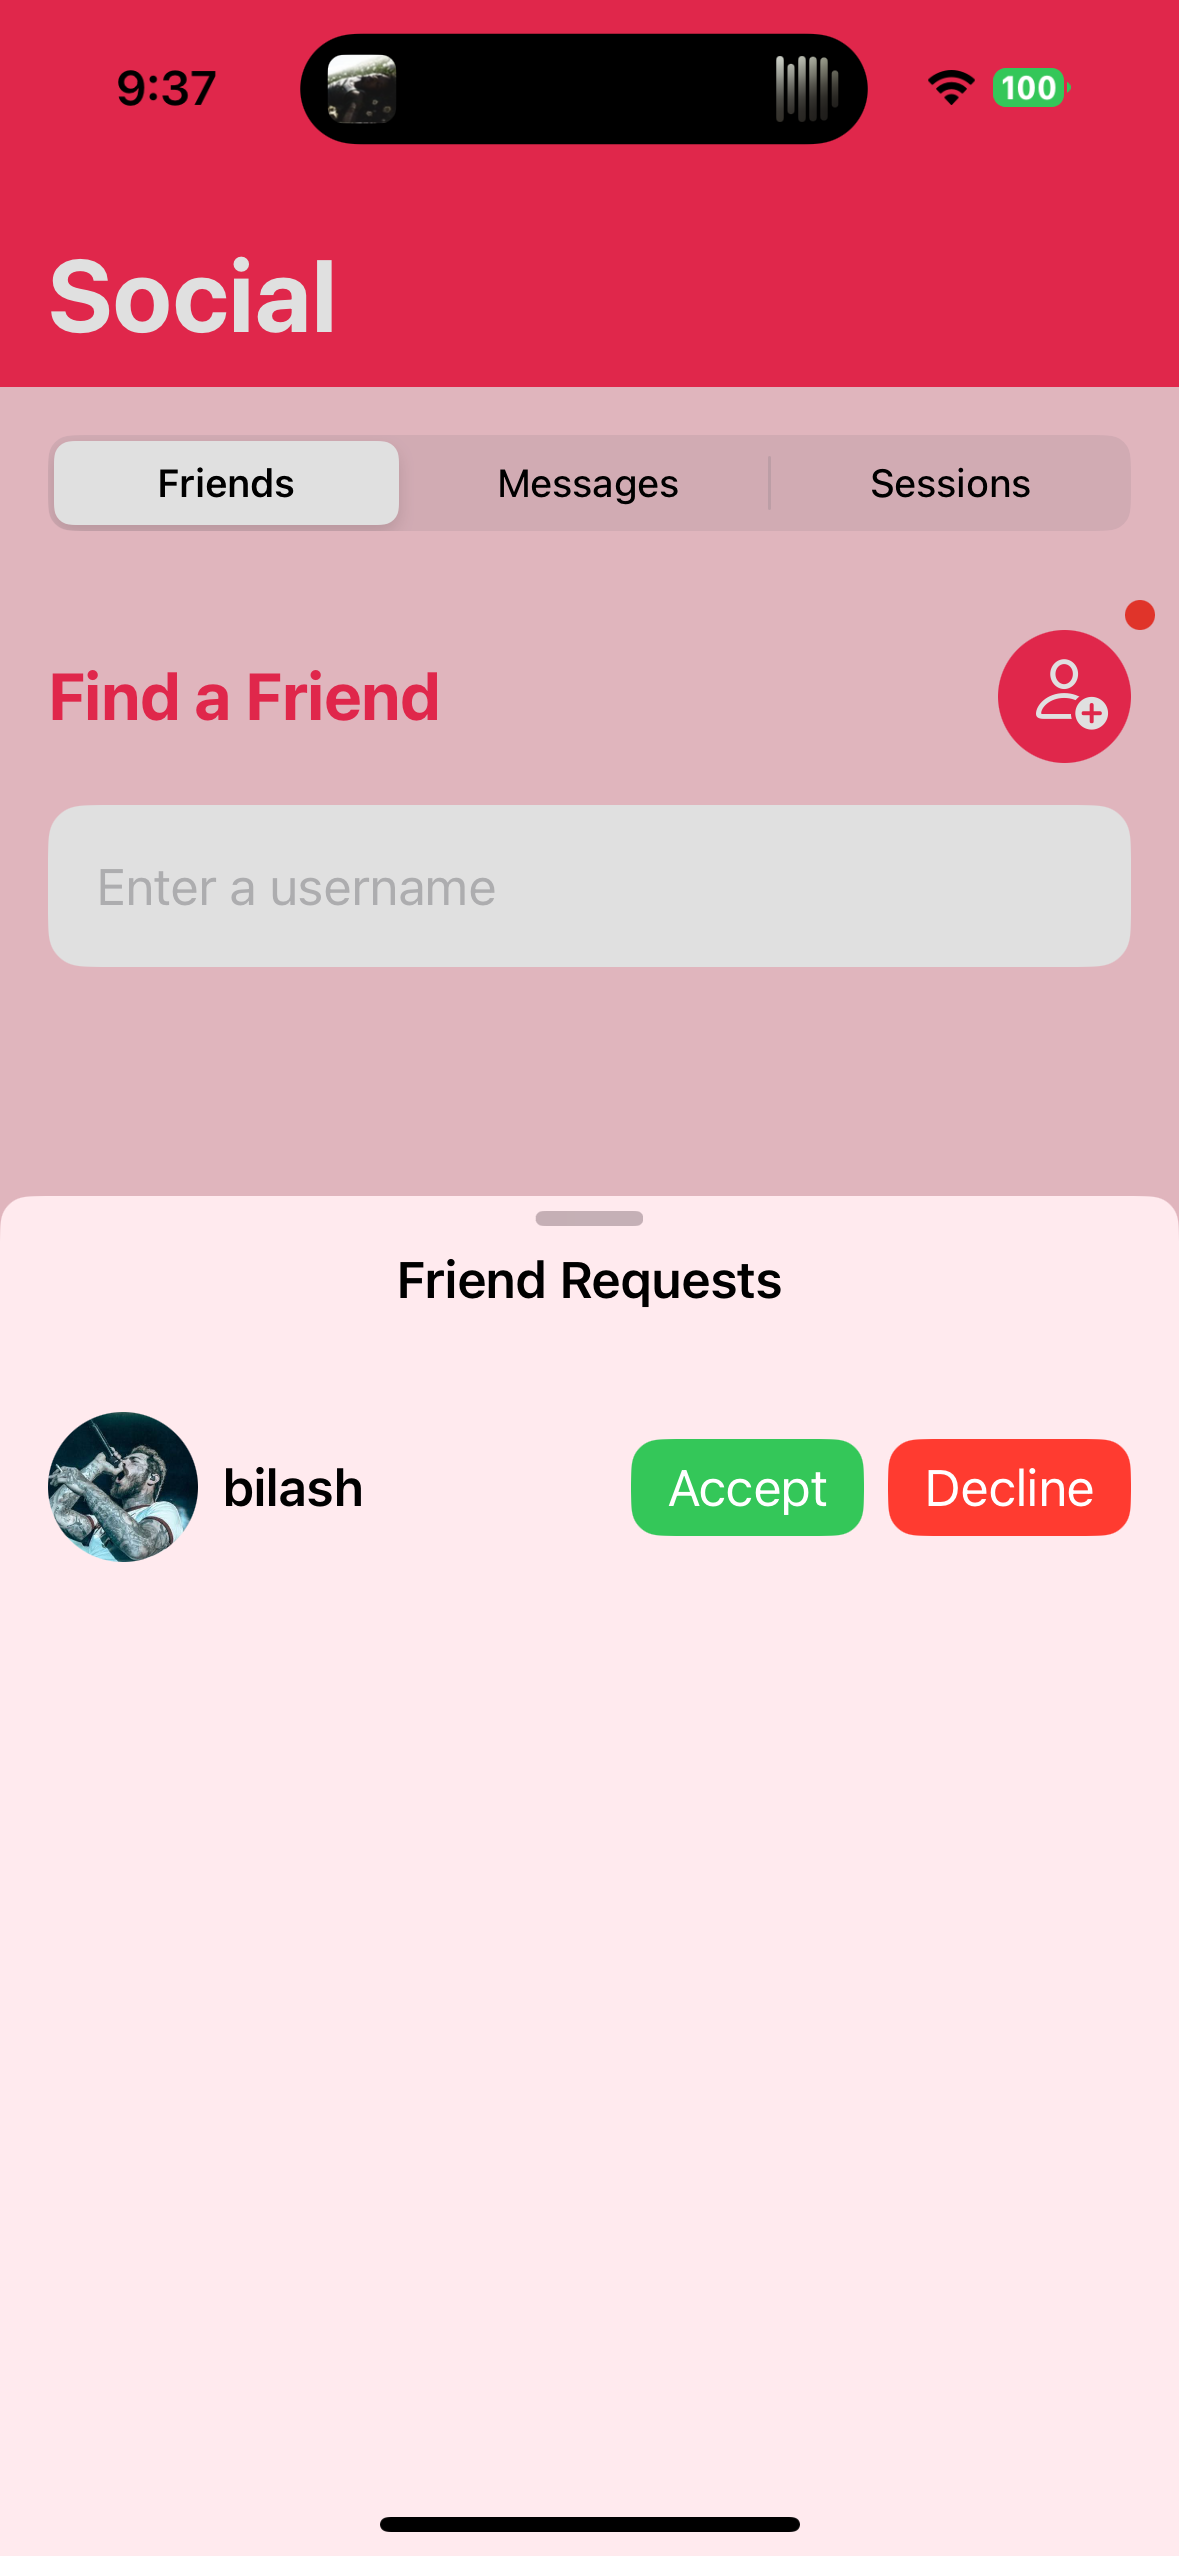 9:37
100
Social
Friends
Messages
Sessions
Find a Friend
Enter a username
Friend Requests
bilash
Accept
Decline